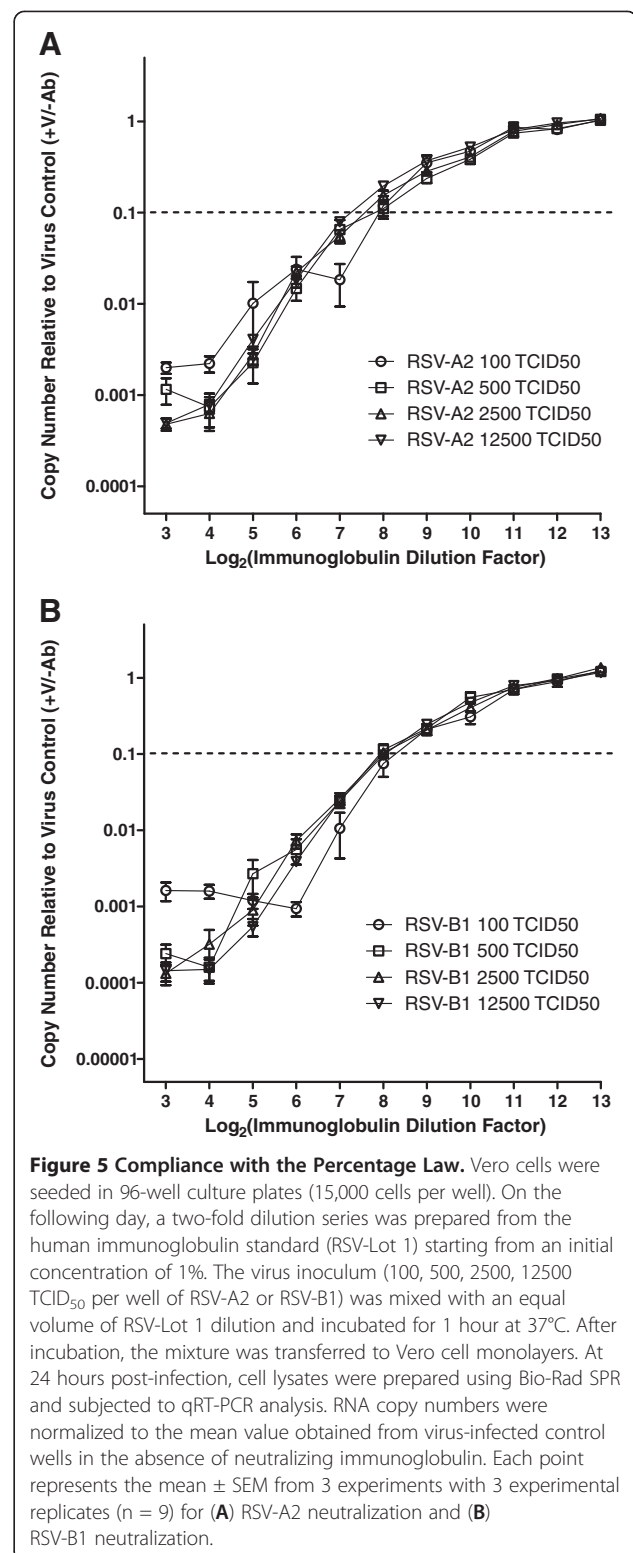 A
Copy Number Relative to Virus Control (+V/-Ab)
1
0.1
0.01
0.001
0.0001
RSV-A2 100 TCID50
RSV-A2 500 TCID50
RSV-A2 2500 TCID50
RSV-A2 12500 TCID50
3 4 5 6 7 8 9 10 11 12 13
Log₂(Immunoglobulin Dilution Factor)
B
Copy Number Relative to Virus Control (+V/-Ab)
1
0.1
0.01
0.001
0.0001
0.00001
RSV-B1 100 TCID50
RSV-B1 500 TCID50
RSV-B1 2500 TCID50
RSV-B1 12500 TCID50
3 4 5 6 7 8 9 10 11 12 13
Log₂(Immunoglobulin Dilution Factor)
Figure 5 Compliance with the Percentage Law. Vero cells were
seeded in 96-well culture plates (15,000 cells per well). On the
following day, a two-fold dilution series was prepared from the
human immunoglobulin standard (RSV-Lot 1) starting from an initial
concentration of 1%. The virus inoculum (100, 500, 2500, 12500
TCID₅₀ per well of RSV-A2 or RSV-B1) was mixed with an equal
volume of RSV-Lot 1 dilution and incubated for 1 hour at 37°C. After
incubation, the mixture was transferred to Vero cell monolayers. At
24 hours post-infection, cell lysates were prepared using Bio-Rad SPR
and subjected to qRT-PCR analysis. RNA copy numbers were
normalized to the mean value obtained from virus-infected control
wells in the absence of neutralizing immunoglobulin. Each point
represents the mean ± SEM from 3 experiments with 3 experimental
replicates (n = 9) for (A) RSV-A2 neutralization and (B)
RSV-B1 neutralization.